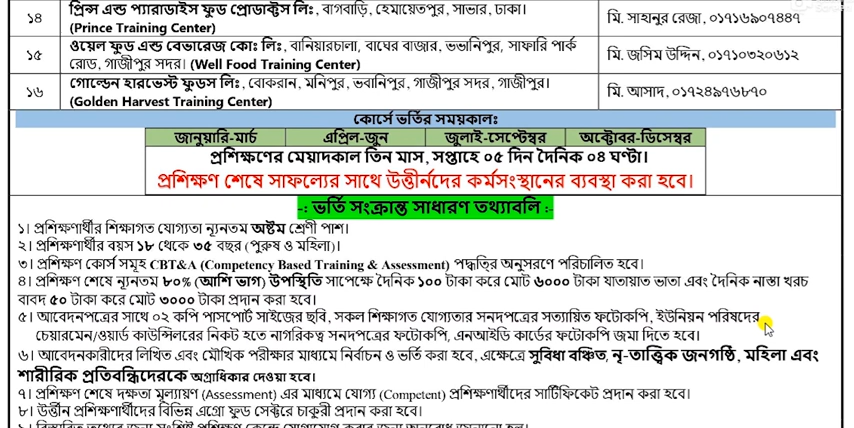 ১৪ প্রিন্স এন্ড প্যারাডাইস ফুড প্রোডাক্টস লিঃ, বাগবাড়ি, হেমায়েতপুর, সাভার, ঢাকা। মি. সাহানুর রেজা, ০১৭১৬৯০৭৪৪৭
(Prince Training Center)
১৫ ওয়েল ফুড এন্ড বেভারেজ কোঃ লিঃ, বানিয়ারচালা, বাঘের বাজার, ভভানিপুর, সাফারি পার্ক মি. জসিম উদ্দিন, ০১৭১০৩২০৬১২
রোড, গাজীপুর সদর। (Well Food Training Center)
১৬ গোল্ডেন হারভেস্ট ফুডস লিঃ, বোকরান, মনিপুর, ভবানিপুর, গাজীপুর সদর, গাজীপুর। মি. আসাদ, ০১৭২৪৯৭৬৮৭০
(Golden Harvest Training Center)
কোর্সে ভর্তির সময়কালঃ
জানুয়ারি-মার্চ এপ্রিল-জুন জুলাই-সেপ্টেম্বর অক্টোবর-ডিসেম্বর
প্রশিক্ষণের মেয়াদকাল তিন মাস, সপ্তাহে ০৫ দিন দৈনিক ০৪ ঘণ্টা।
প্রশিক্ষণ শেষে সাফল্যের সাথে উত্তীর্নদের কর্মসংস্থানের ব্যবস্থা করা হবে।
-: ভর্তি সংক্রান্ত সাধারণ তথ্যাবলি :-
১। প্রশিক্ষণার্থীর শিক্ষাগত যোগ্যতা ন্যূনতম অষ্টম শ্রেণী পাশ।
২। প্রশিক্ষণার্থীর বয়স ১৮ থেকে ৩৫ বছর (পুরুষ ও মহিলা)।
৩। প্রশিক্ষণ কোর্স সমূহ CBT&A (Competency Based Training & Assessment) পদ্ধতির অনুসরণে পরিচালিত হবে।
৪। প্রশিক্ষণ শেষে ন্যূনতম ৮০% (আশি ভাগ) উপস্থিতি সাপেক্ষে দৈনিক ১০০ টাকা করে মোট ৬০০০ টাকা যাতায়াত ভাতা এবং দৈনিক নাস্তা খরচ
বাবদ ৫০ টাকা করে মোট ৩০০০ টাকা প্রদান করা হবে।
৫। আবেদনপত্রের সাথে ০২ কপি পাসপোর্ট সাইজের ছবি, সকল শিক্ষাগত যোগ্যতার সনদপত্রের সত্যায়িত ফটোকপি, ইউনিয়ন পরিষদের
চেয়ারমেন/ওয়ার্ড কাউন্সিলরের নিকট হতে নাগরিকত্ব সনদপত্রের ফটোকপি, এনআইডি কার্ডের ফটোকপি জমা দিতে হবে।
৬। আবেদনকারীদের লিখিত এবং মৌখিক পরীক্ষার মাধ্যমে নির্বাচন ও ভর্তি করা হবে, এক্ষেত্রে সুবিধা বঞ্চিত, নৃ-তাত্ত্বিক জনগষ্ঠি, মহিলা এবং
শারীরিক প্রতিবন্ধিদেরকে অগ্রাধিকার দেওয়া হবে।
৭। প্রশিক্ষণ শেষে দক্ষতা মূল্যায়ণ (Assessment) এর মাধ্যমে যোগ্য (Competent) প্রশিক্ষণার্থীদের সার্টিফিকেট প্রদান করা হবে।
৮। উর্ত্তীন প্রশিক্ষণার্থীদের বিভিন্ন এগ্রো ফুড সেক্টরে চাকুরী প্রদান করা হবে।